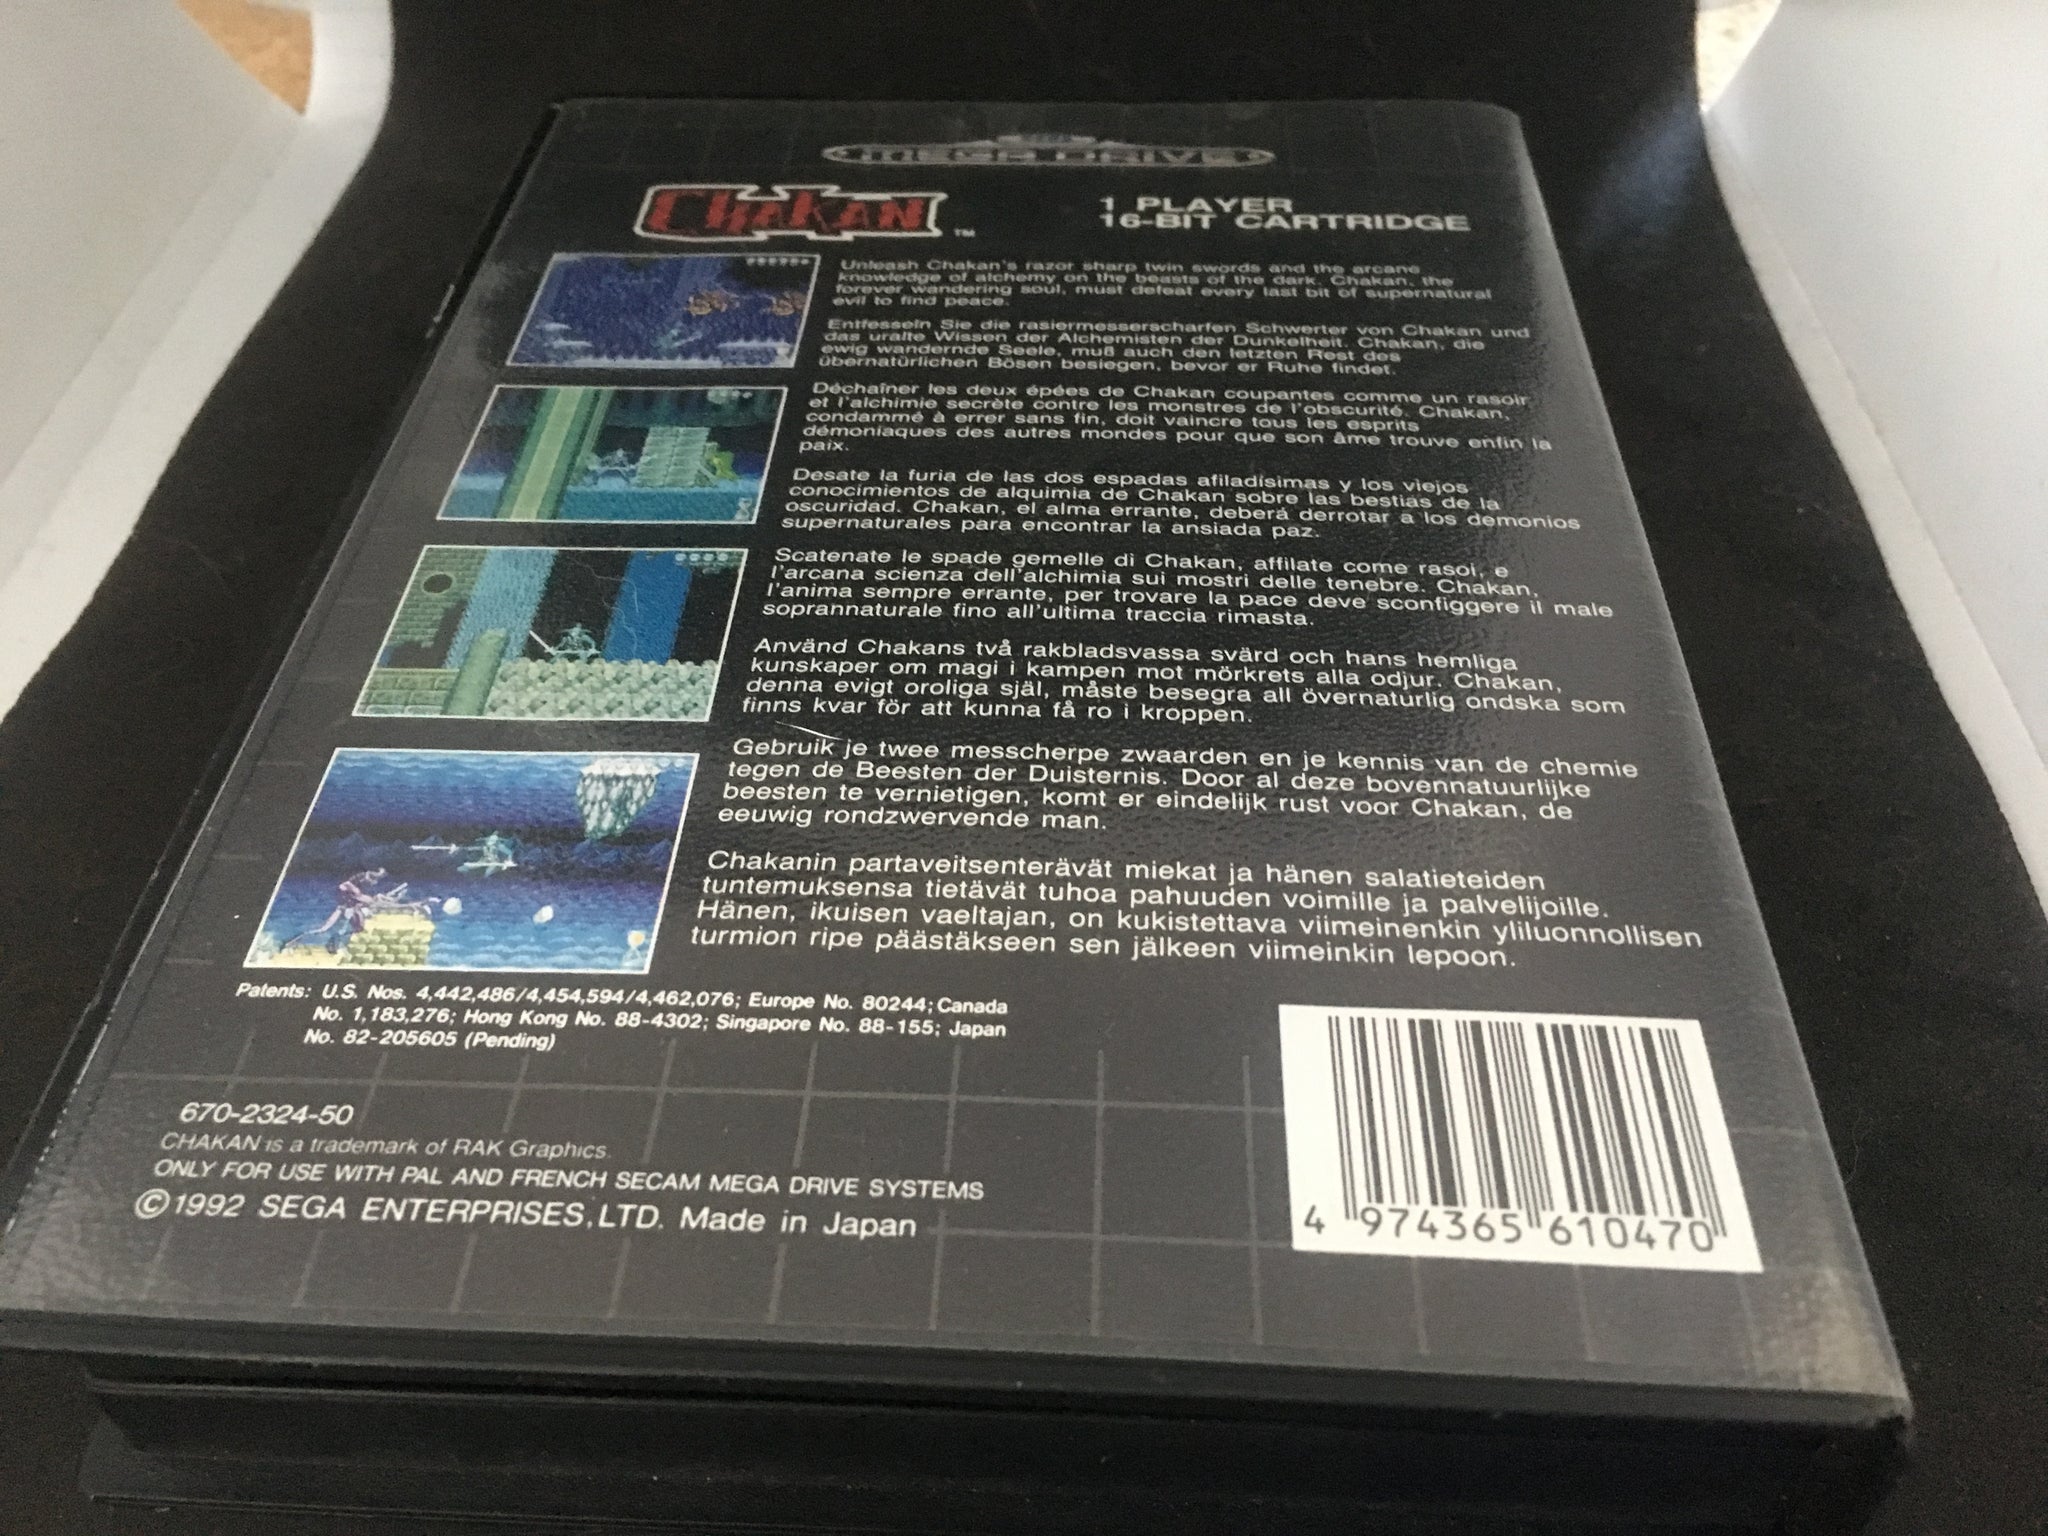 MEGA DRIVE
CHAKAN™
1 PLAYER
16-BIT CARTRIDGE
Unleash Chakan's razor sharp twin swords and the arcane
knowledge of alchemy on the beasts of the dark. Chakan, the
forever wandering soul, must defeat every last bit of supernatural
evil to find peace.
Entfesseln Sie die rasiermesserscharfen Schwerter von Chakan und
das uralte Wissen der Alchemisten der Dunkelheit. Chakan, die
ewig wandernde Seele, muß auch den letzten Rest des
übernatürlichen Bösen besiegen, bevor er Ruhe findet.
Déchaîner les deux épées de Chakan coupantes comme un rasoir
et l'alchimie secrète contre les monstres de l'obscurité. Chakan,
condammé à errer sans fin, doit vaincre tous les esprits
démoniaques des autres mondes pour que son âme trouve enfin la
paix.
Desate la furia de las dos espadas afiladísimas y los viejos
conocimientos de alquimia de Chakan sobre las bestias de la
oscuridad. Chakan, el alma errante, deberá derrotar a los demonios
supernaturales para encontrar la ansiada paz.
Scatenate le spade gemelle di Chakan, affilate come rasoi, e
l'arcana scienza dell'alchimia sui mostri delle tenebre. Chakan,
l'anima sempre errante, per trovare la pace deve sconfiggere il male
soprannaturale fino all'ultima traccia rimasta.
Använd Chakans två rakbladsvassa svärd och hans hemliga
kunskaper om magi i kampen mot mörkrets alla odjur. Chakan,
denna evigt oroliga själ, måste besegra all övernaturlig ondska som
finns kvar för att kunna få ro i kroppen.
Gebruik je twee messcherpe zwaarden en je kennis van de chemie
tegen de Beesten der Duisternis. Door al deze bovennatuurlijke
beesten te vernietigen, komt er eindelijk rust voor Chakan, de
eeuwig rondzwervende man.
Chakanin partaveitsenterävät miekat ja hänen salatieteiden
tuntemuksensa tietävät tuhoa pahuuden voimille ja palvelijoille.
Hänen, ikuisen vaeltajan, on kukistettava viimeinenkin yliluonnollisen
turmion ripe päästäkseen sen jälkeen viimeinkin lepoon.
Patents: U.S. Nos. 4,442,486/4,454,594/4,462,076; Europe No. 80244; Canada
No. 1,183,276; Hong Kong No. 88-4302; Singapore No. 88-155; Japan
No. 82-205605 (Pending)
670-2324-50
CHAKAN is a trademark of RAK Graphics.
ONLY FOR USE WITH PAL AND FRENCH SECAM MEGA DRIVE SYSTEMS
©1992 SEGA ENTERPRISES, LTD. Made in Japan
4 974365 610470